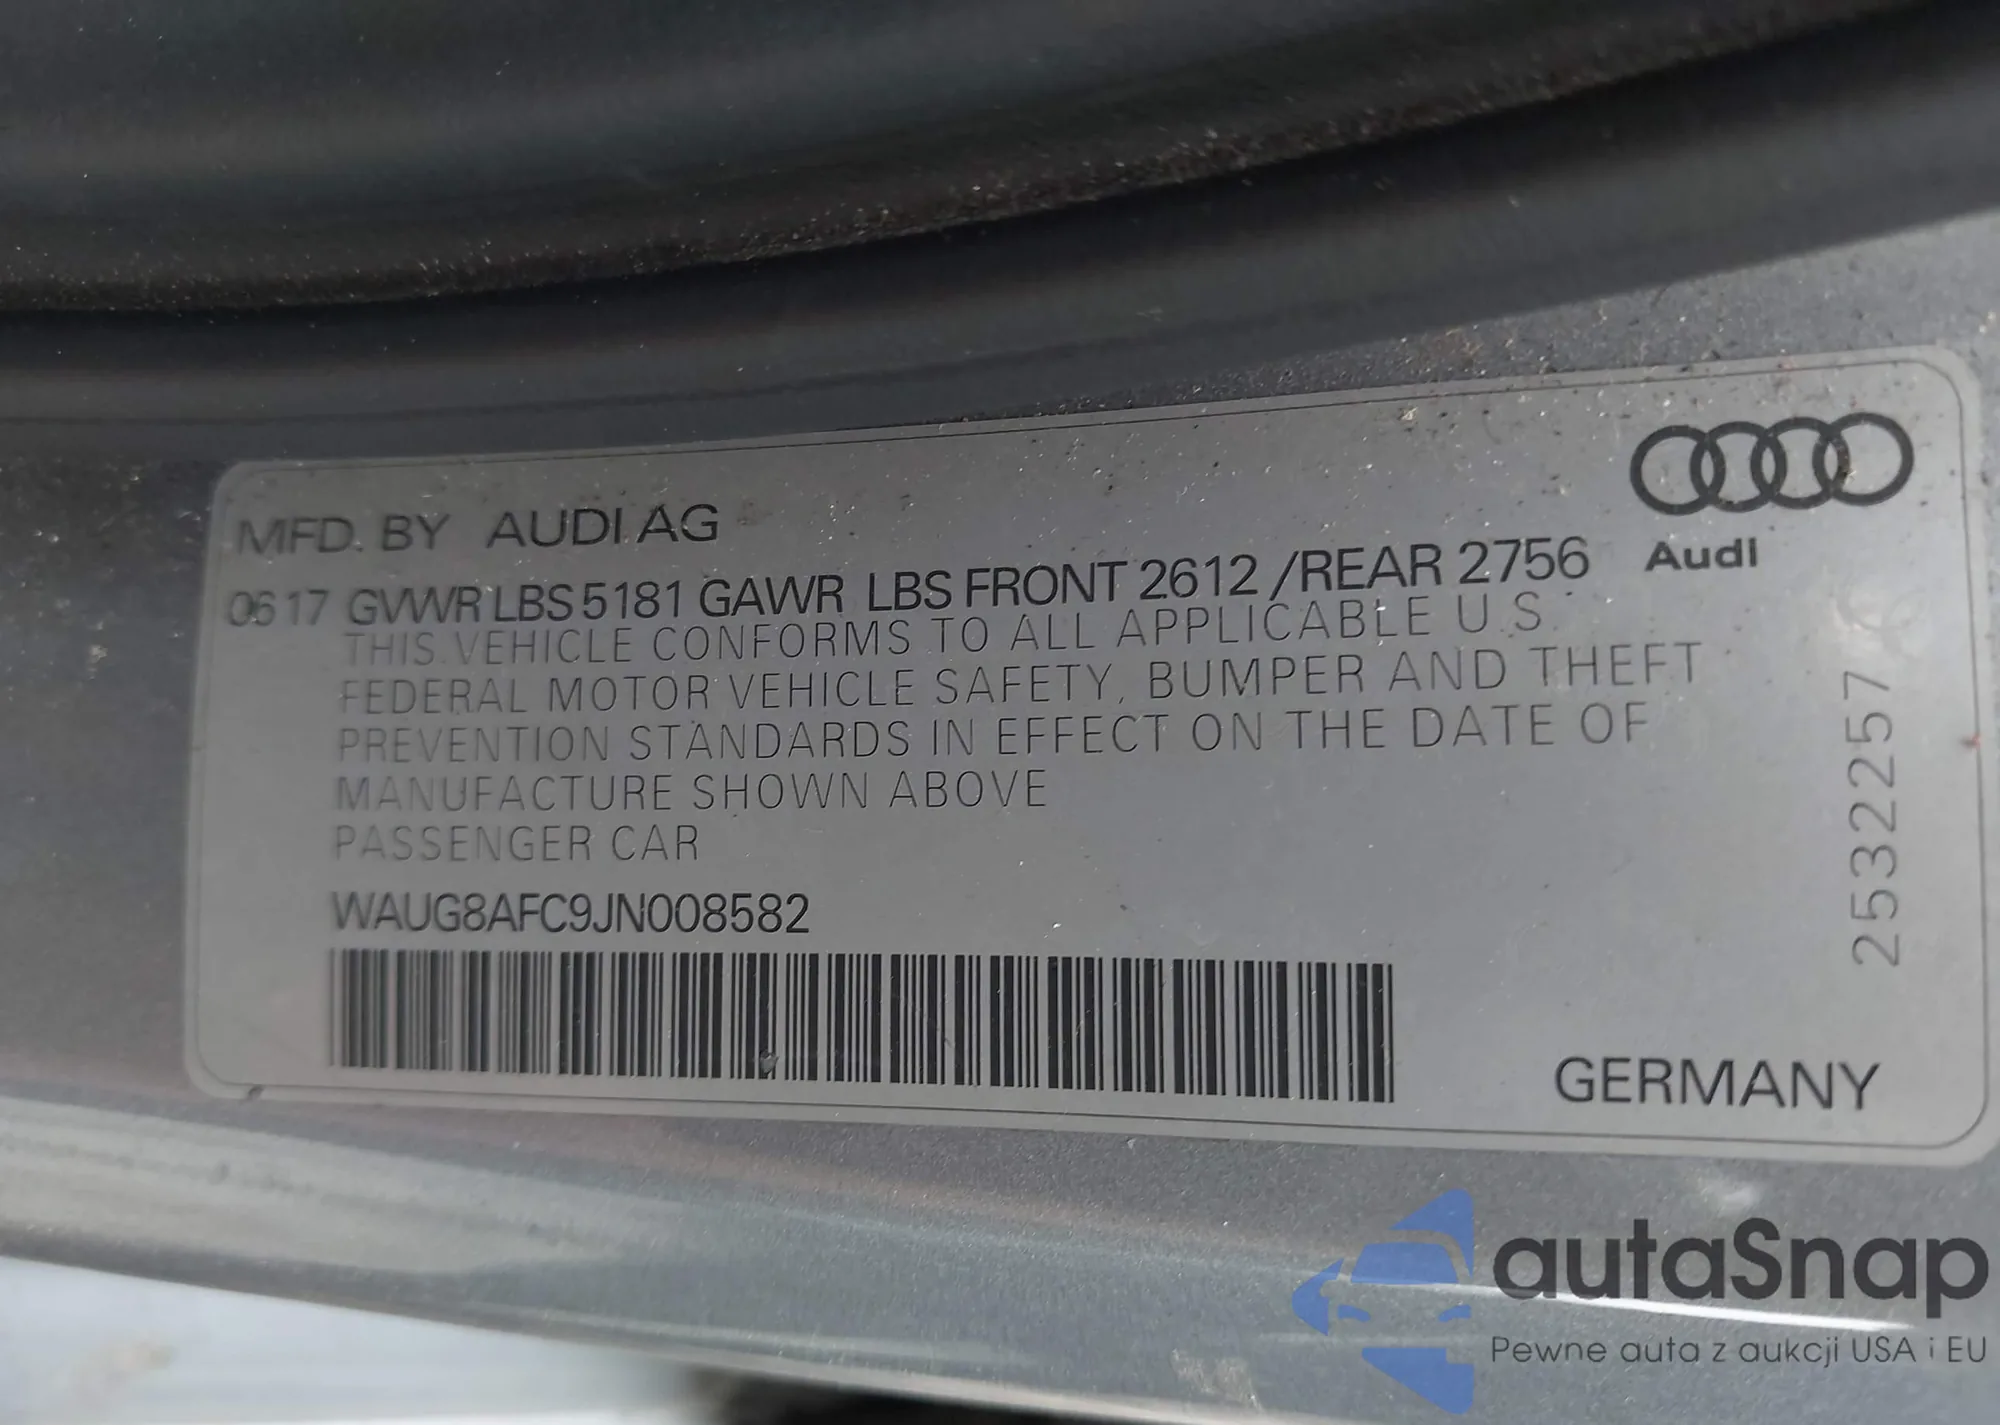 MFD. BY AUDI AG
06 17 GVWR LBS 5181 GAWR LBS FRONT 2612 /REAR 2756
Audi
THIS VEHICLE CONFORMS TO ALL APPLICABLE U.S.
FEDERAL MOTOR VEHICLE SAFETY, BUMPER AND THEFT
PREVENTION STANDARDS IN EFFECT ON THE DATE OF
MANUFACTURE SHOWN ABOVE
PASSENGER CAR
WAUG8AFC9JN008582
2532257
GERMANY
autaSnap
Pewne auta z aukcji USA i EU